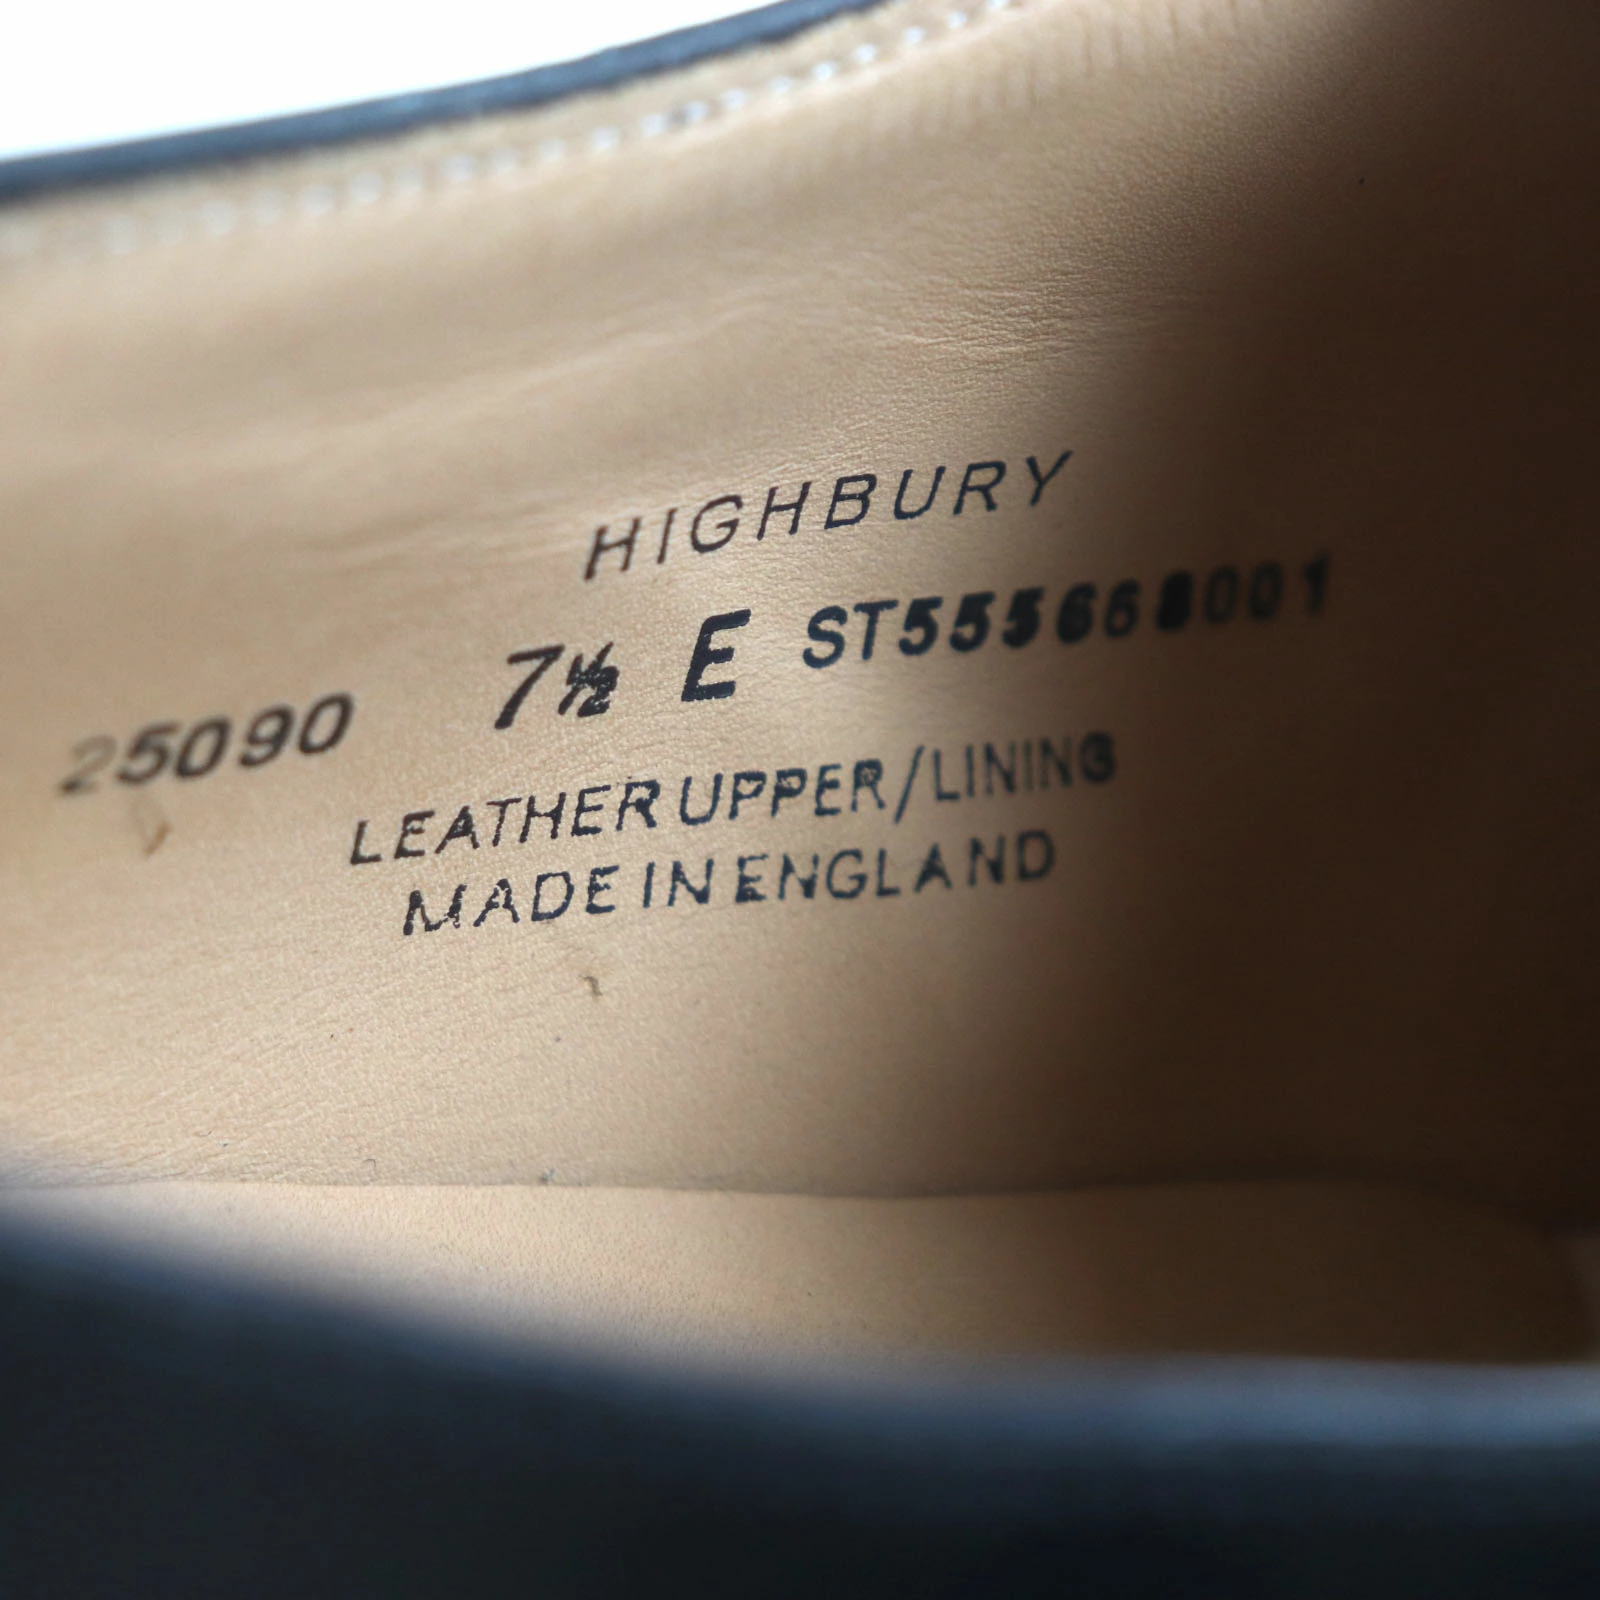 HIGHBURY
25090 7½ E ST555668001
LEATHER UPPER/LINING
MADE IN ENGLAND